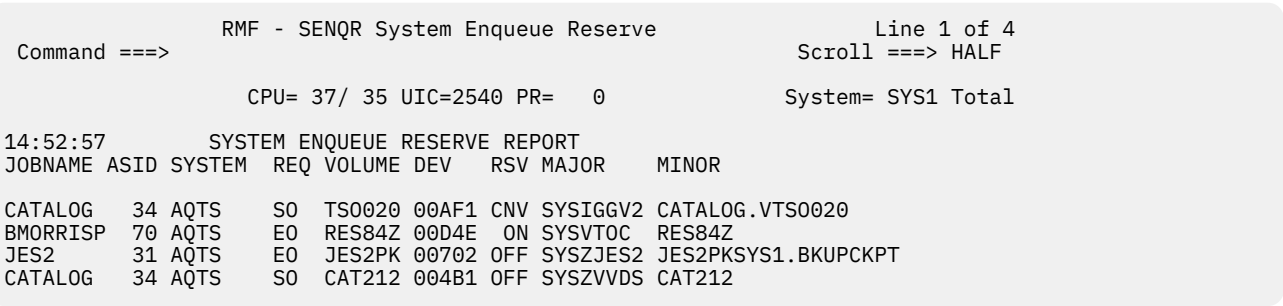 RMF - SENQR System Enqueue Reserve Line 1 of 4
Command ===> Scroll ===> HALF
CPU= 37/ 35 UIC=2540 PR= 0 System= SYS1 Total
14:52:57 SYSTEM ENQUEUE RESERVE REPORT
JOBNAME ASID SYSTEM REQ VOLUME DEV RSV MAJOR MINOR
CATALOG 34 AQTS SO TSO020 00AF1 CNV SYSIGGV2 CATALOG.VTSO020
BMORRISP 70 AQTS EO RES84Z 00D4E ON SYSVTOC RES84Z
JES2 31 AQTS EO JES2PK 00702 OFF SYSZJES2 JES2PKSYS1.BKUPCKPT
CATALOG 34 AQTS SO CAT212 004B1 OFF SYSZVVDS CAT212